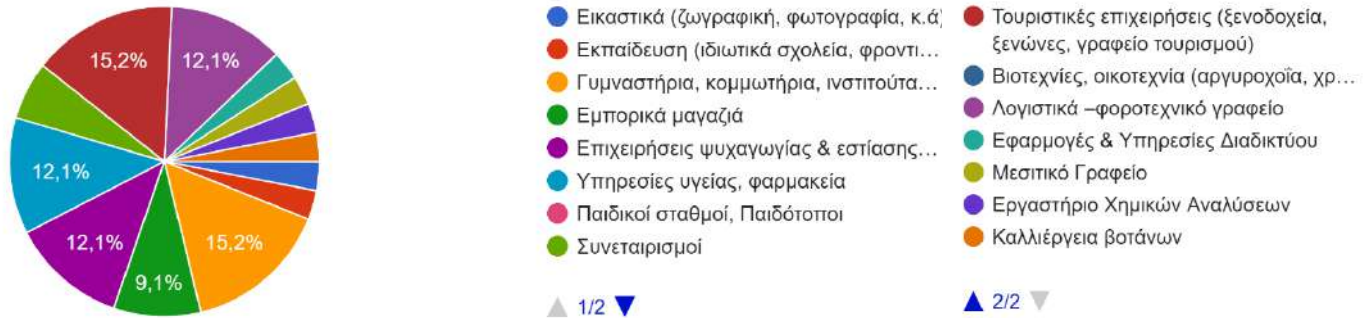 15,2%
12,1%
12,1%
12,1%
9,1%
15,2%
Εικαστικά (ζωγραφική, φωτογραφία, κ.ά)
Εκπαίδευση (ιδιωτικά σχολεία, φροντι…
Γυμναστήρια, κομμωτήρια, ινστιτούτα…
Εμπορικά μαγαζιά
Επιχειρήσεις ψυχαγωγίας & εστίασης…
Υπηρεσίες υγείας, φαρμακεία
Παιδικοί σταθμοί, Παιδότοποι
Συνεταιρισμοί
1/2
Τουριστικές επιχειρήσεις (ξενοδοχεία,
ξενώνες, γραφείο τουρισμού)
Βιοτεχνίες, οικοτεχνία (αργυροχοΐα, χρ…
Λογιστικά –φοροτεχνικό γραφείο
Εφαρμογές & Υπηρεσίες Διαδικτύου
Μεσιτικό Γραφείο
Εργαστήριο Χημικών Αναλύσεων
Καλλιέργεια βοτάνων
2/2